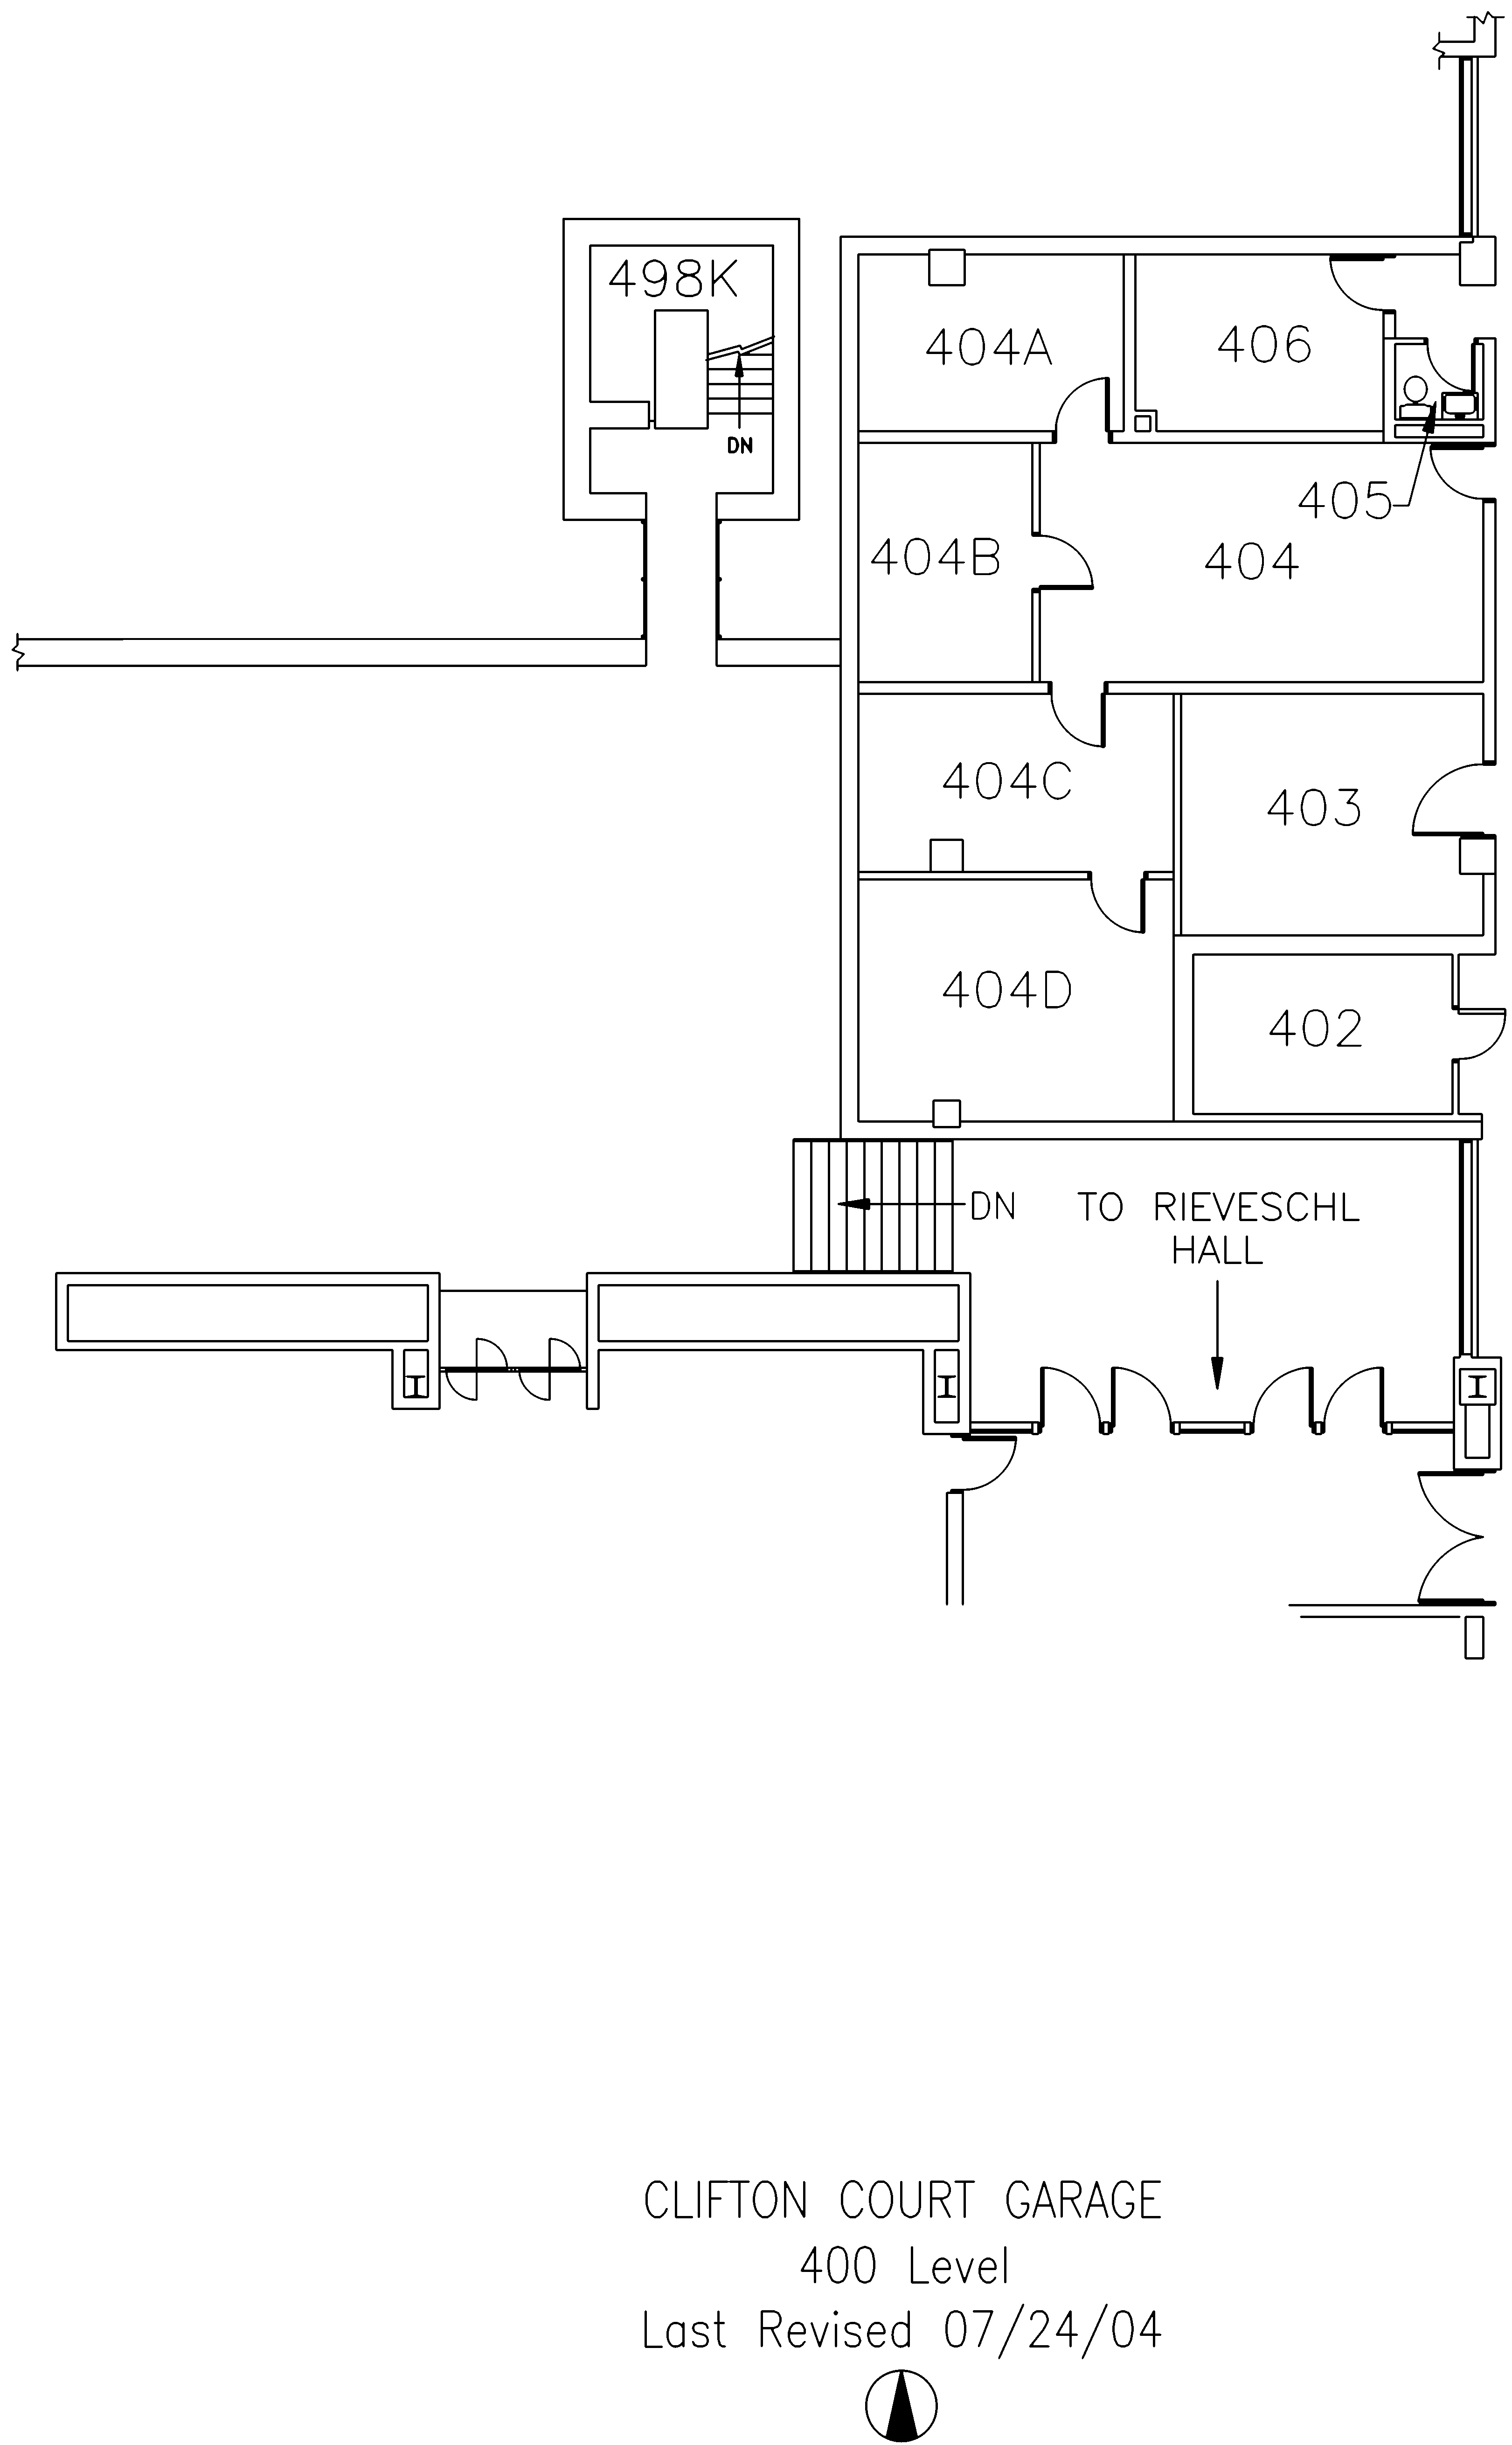 498K
404A
406
DN
405
404B
404
404C
403
404D
402
DN
TO RIEVESCHL
HALL
CLIFTON COURT GARAGE
400 Level
Last Revised 07/24/04